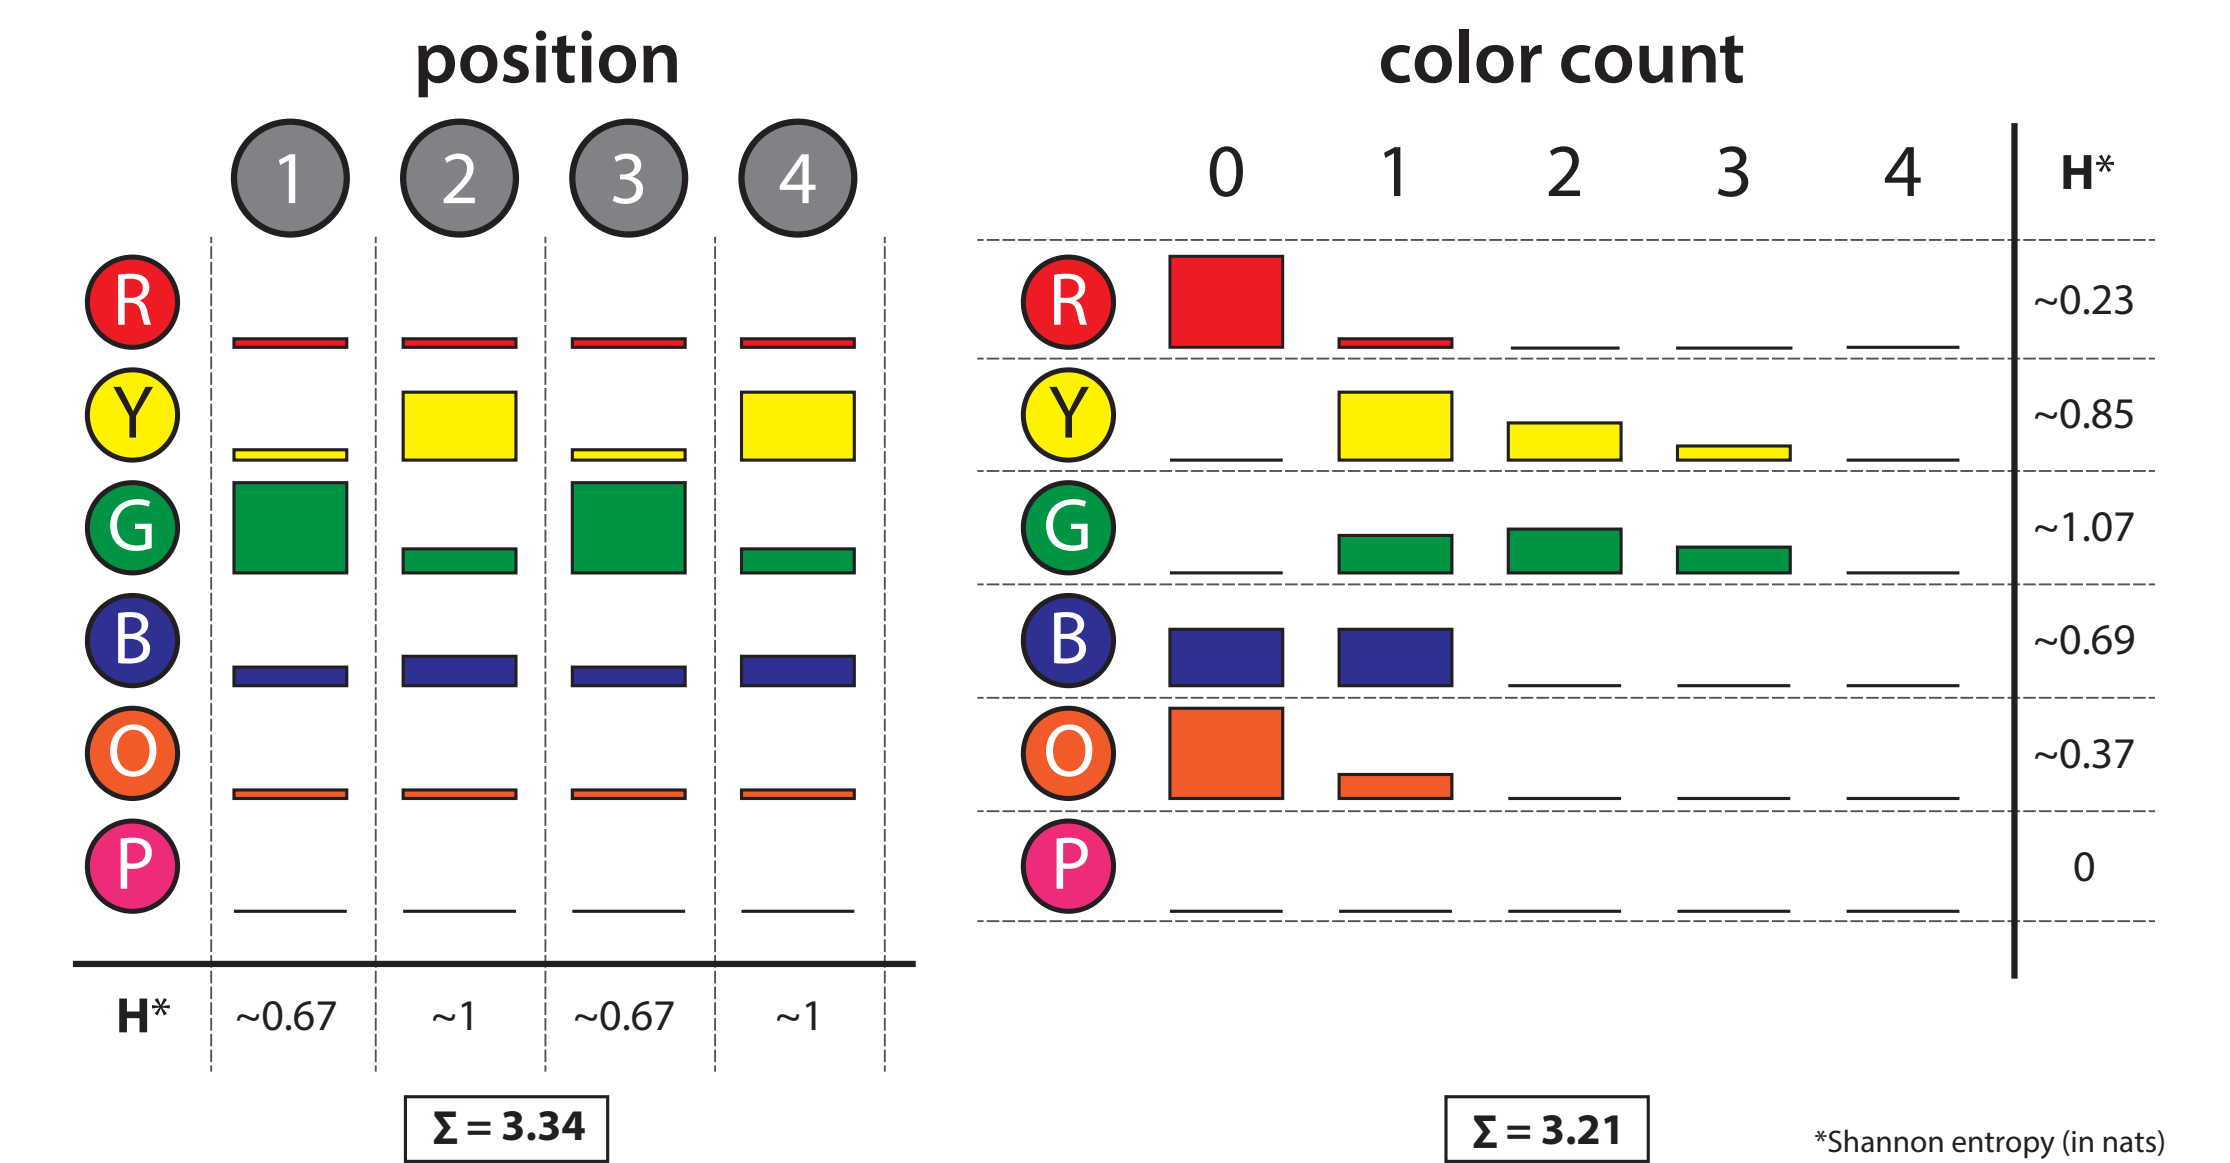 position
1 2 3 4
R
Y
G
B
O
P
H* ~0.67 ~1 ~0.67 ~1
Σ = 3.34
color count
0 1 2 3 4 H*
R ~0.23
Y ~0.85
G ~1.07
B ~0.69
O ~0.37
P 0
Σ = 3.21
*Shannon entropy (in nats)